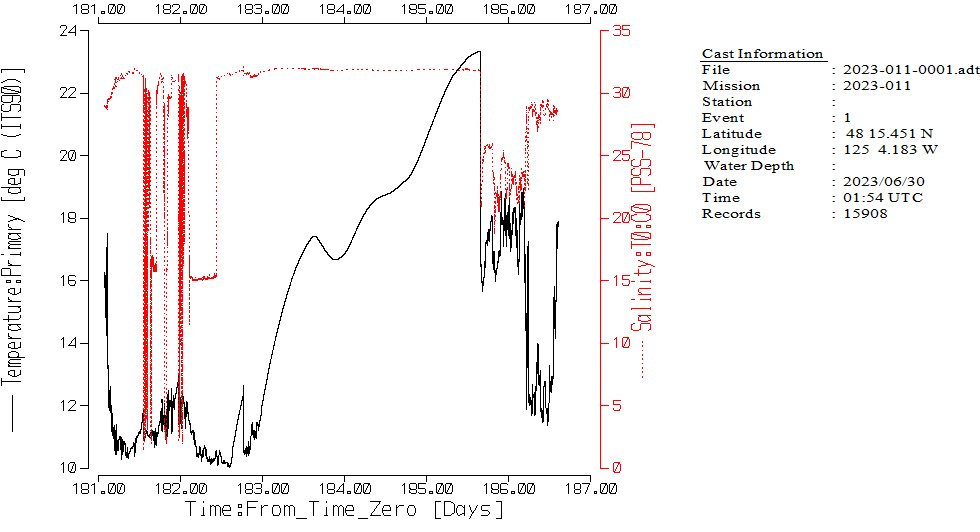 181.00 182.00 183.00 184.00 185.00 186.00 187.00
24
22
20
18
16
14
12
10
Temperature:Primary [deg C (ITS90)]
35
30
25
20
15
10
5
0
Salinity:T0:C0 [PSS-78]
181.00 182.00 183.00 184.00 185.00 186.00 187.00
Time:From_Time_Zero [Days]
Cast Information
File : 2023-011-0001.adt
Mission : 2023-011
Station :
Event : 1
Latitude : 48 15.451 N
Longitude : 125 4.183 W
Water Depth :
Date : 2023/06/30
Time : 01:54 UTC
Records : 15908